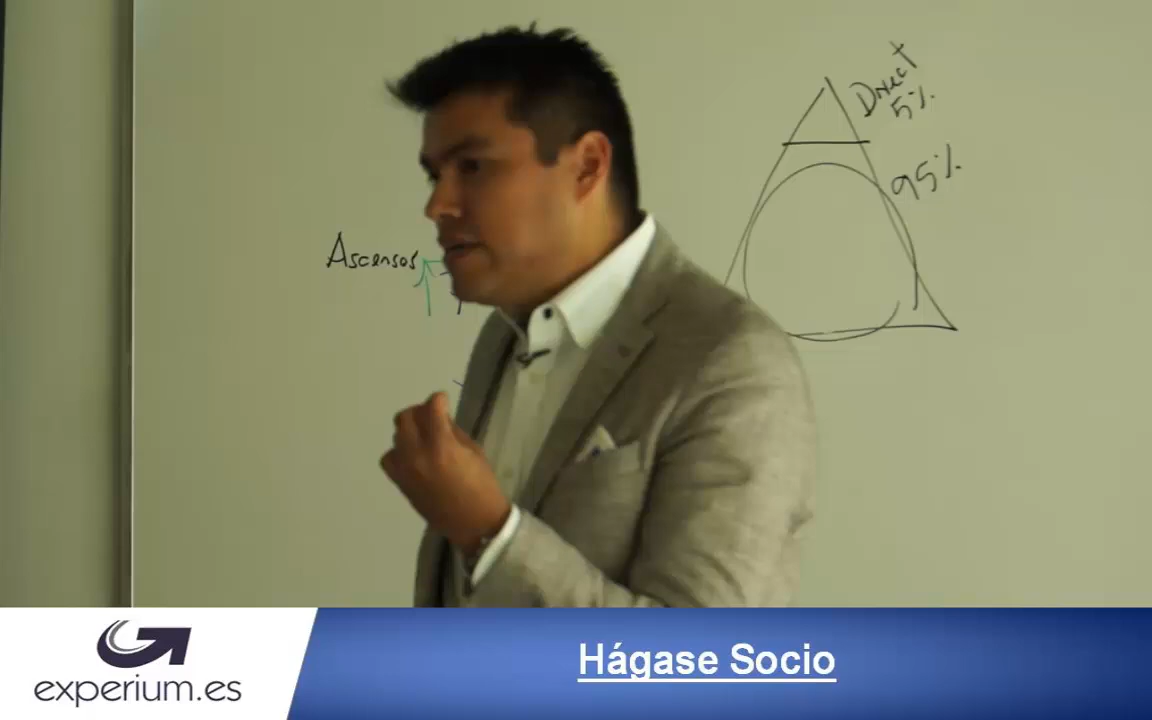 Direct
5%
95%
Ascensos
experium.es
Hágase Socio